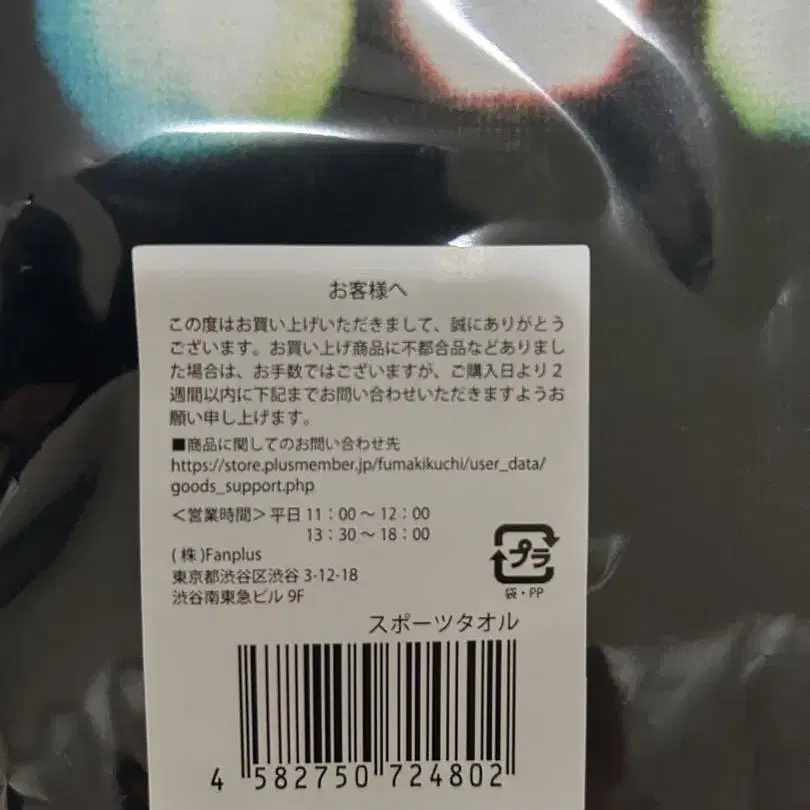 お客様へ
この度はお買い上げいただきまして、誠にありがとう
ございます。お買い上げ商品に不都合品などありまし
た場合は、お手数ではございますが、ご購入日より2
週間以内に下記までお問い合わせいただきますようお
願い申し上げます。
■商品に関してのお問い合わせ先
https://store.plusmember.jp/fumakikuchi/user_data/
goods_support.php
＜営業時間＞平日 11：00 〜 12：00
13：30 〜 18：00
(株)Fanplus
東京都渋谷区渋谷 3-12-18
渋谷南東急ビル 9F
プラ
袋・PP
スポーツタオル
4 582750 724802